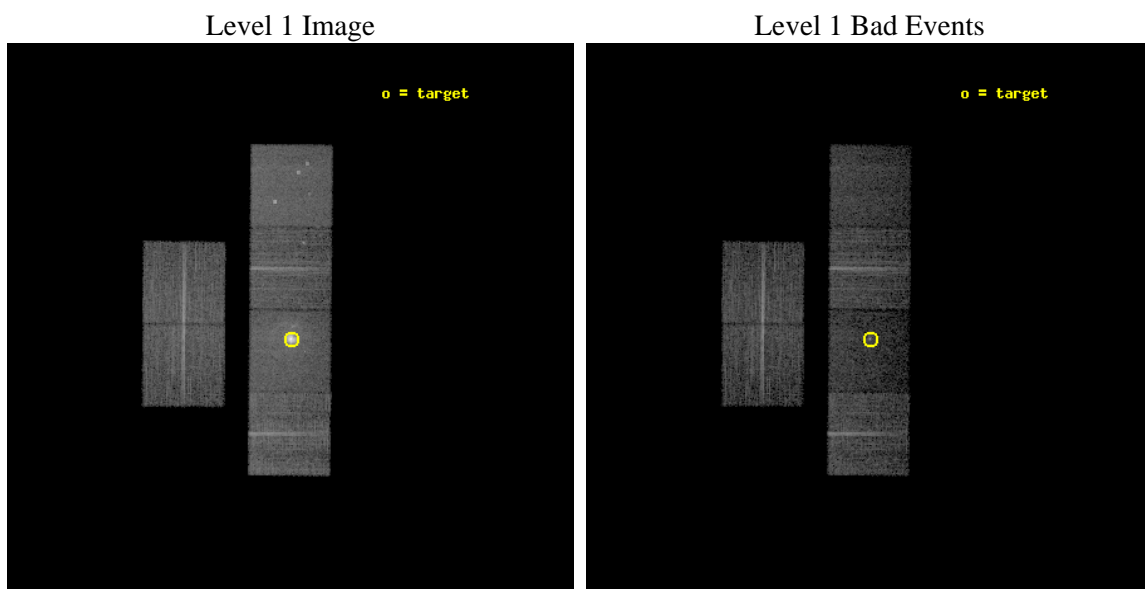 Level 1 Image
Level 1 Bad Events
o = target
o = target